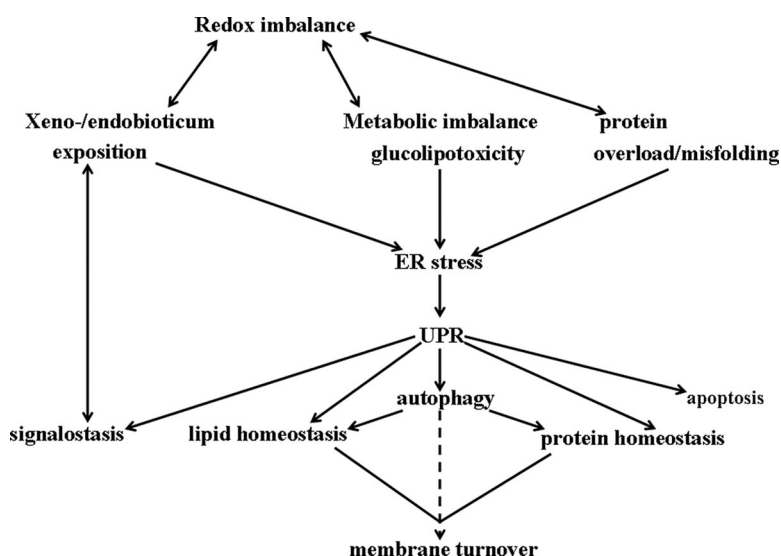 Redox imbalance
Xeno-/endobioticum
exposition
Metabolic imbalance
glucolipotoxicity
protein
overload/misfolding
ER stress
UPR
autophagy
apoptosis
signalostasis
lipid homeostasis
protein homeostasis
membrane turnover